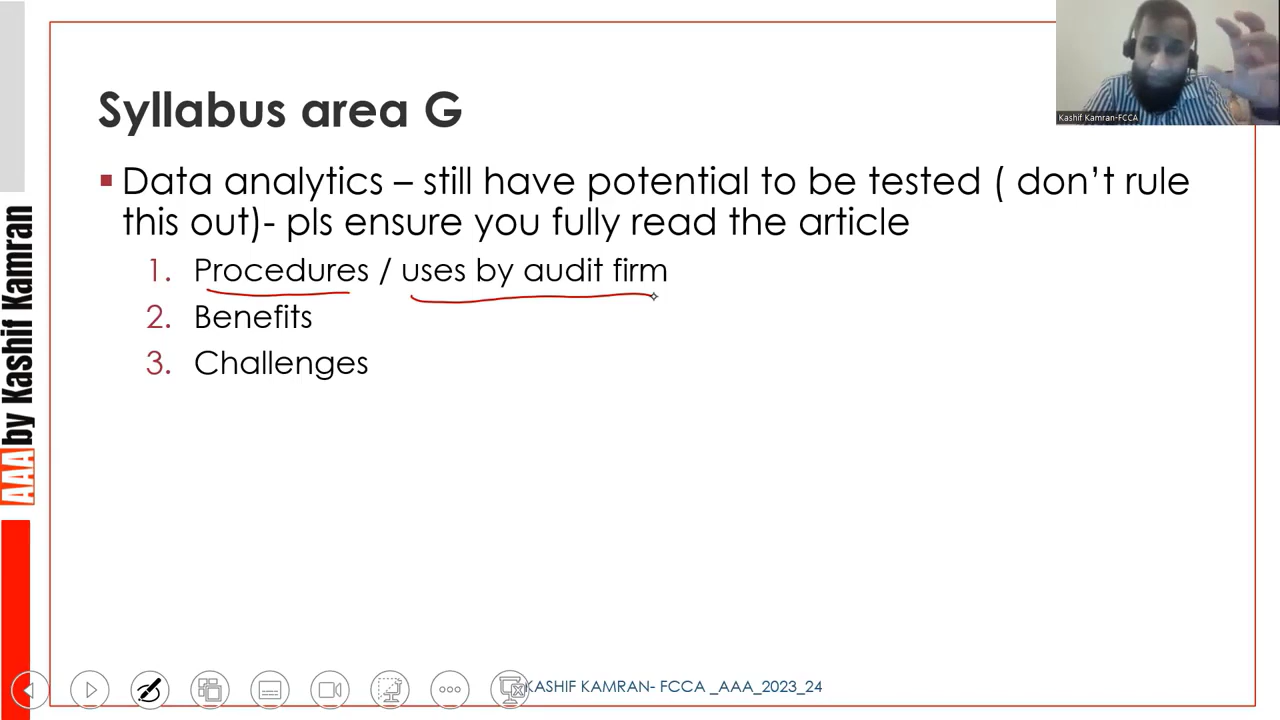 Kashif Kamran-FCCA
Syllabus area G
▪ Data analytics – still have potential to be tested ( don’t rule
this out)- pls ensure you fully read the article
1. Procedures / uses by audit firm
2. Benefits
3. Challenges
AAA by Kashif Kamran
KASHIF KAMRAN- FCCA _AAA_2023_24